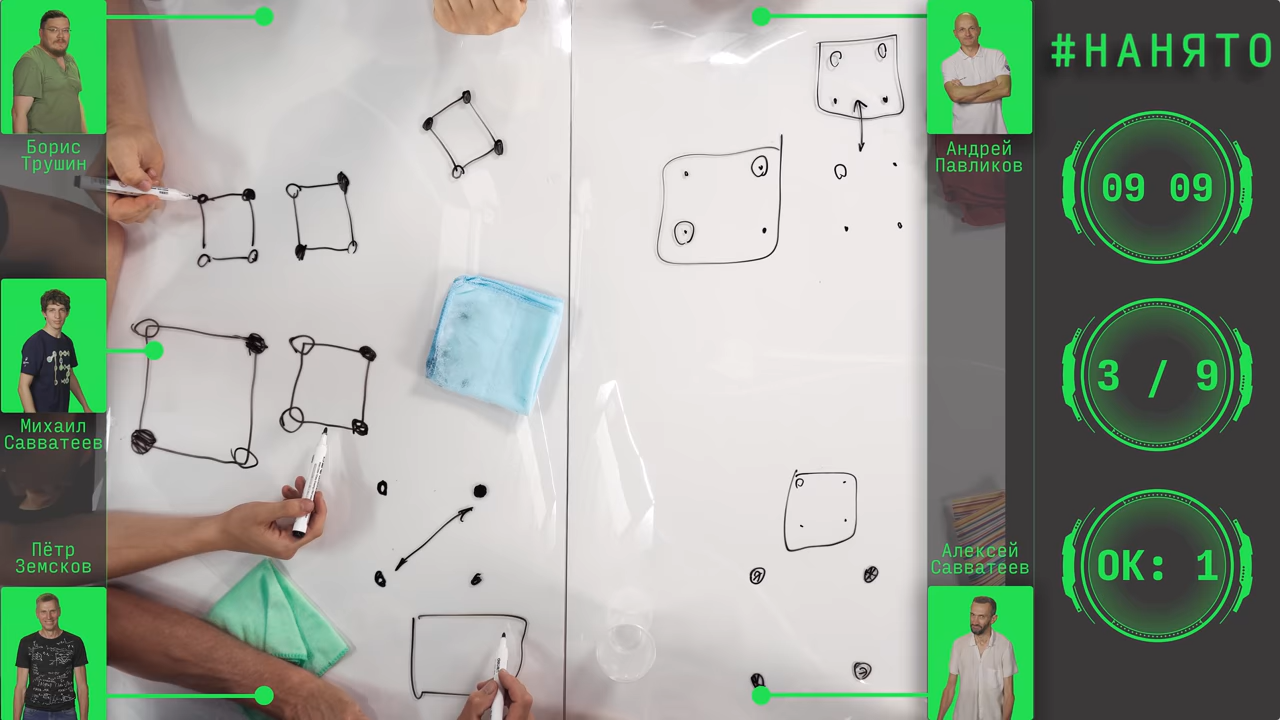 #НАНЯТО
Борис
Трушин
Андрей
Павликов
09 09
Михаил
Савватеев
3 / 9
Пётр
Земсков
Алексей
Савватеев
OK: 1